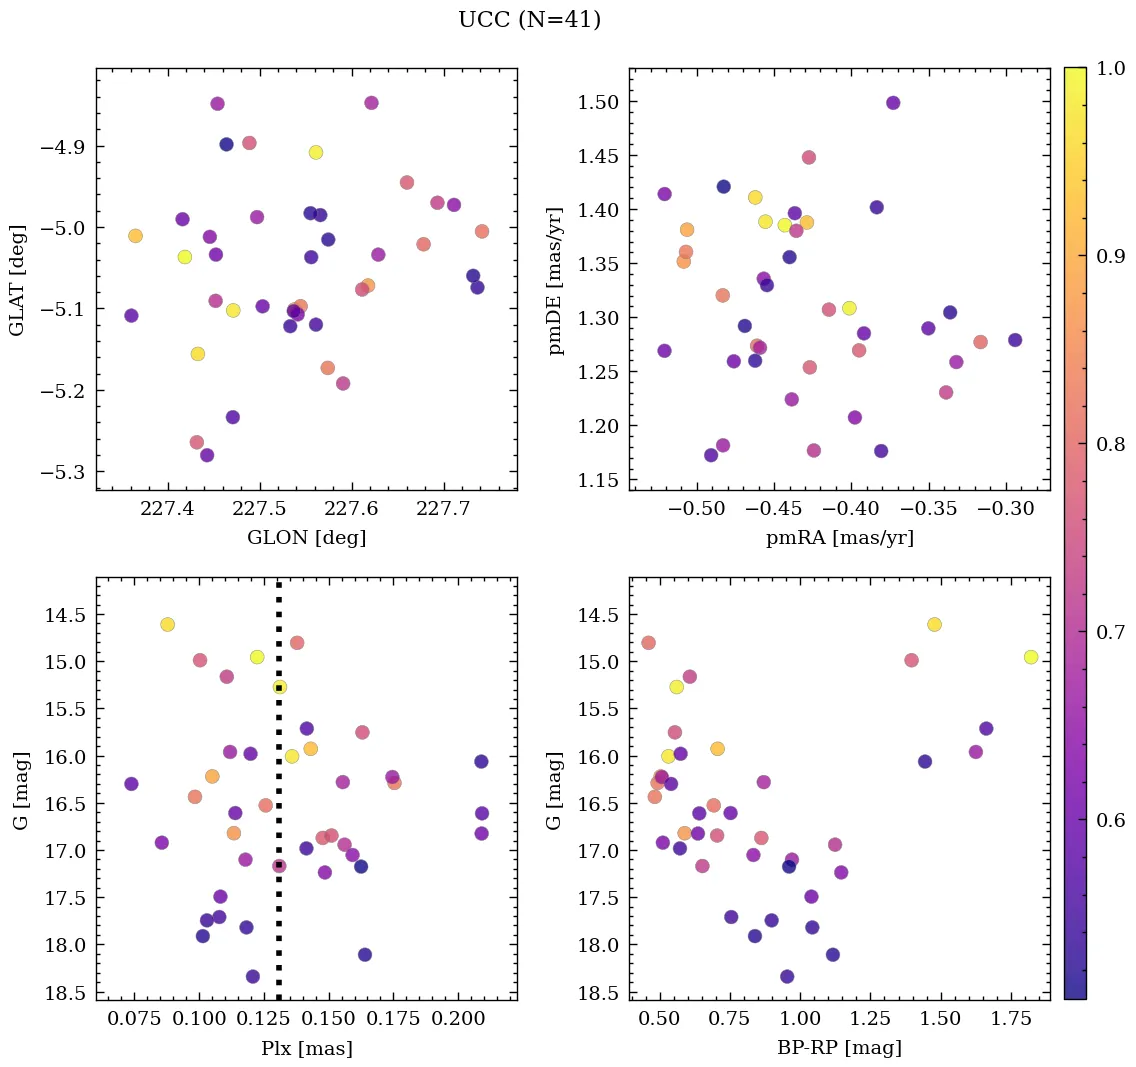 UCC (N=41)
−4.9
−5.0
−5.1
−5.2
−5.3
GLAT [deg]
227.4 227.5 227.6 227.7
GLON [deg]
1.50
1.45
1.40
1.35
1.30
1.25
1.20
1.15
pmDE [mas/yr]
−0.50 −0.45 −0.40 −0.35 −0.30
pmRA [mas/yr]
1.0
0.9
0.8
0.7
0.6
14.5
15.0
15.5
16.0
16.5
17.0
17.5
18.0
18.5
G [mag]
0.075 0.100 0.125 0.150 0.175 0.200
Plx [mas]
14.5
15.0
15.5
16.0
16.5
17.0
17.5
18.0
18.5
G [mag]
0.50 0.75 1.00 1.25 1.50 1.75
BP-RP [mag]